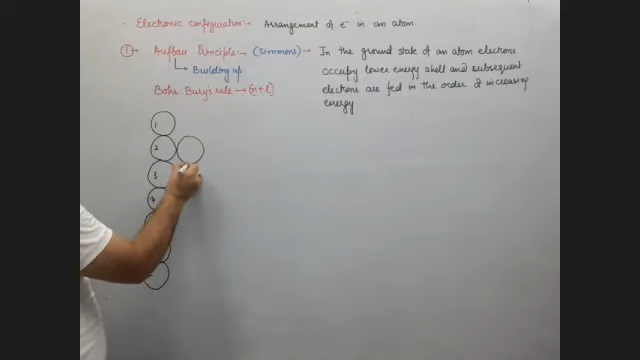 - Electronic configuration:- Arrangement of e⁻ in an atom.
① → Aufbau Principle:- (Simmons) → In the ground state of an atom electrons
Building up
occupy lower energy shell and subsequent
Bohr Bury's rule → (n+l)
electrons are fed in the order of increasing
energy
1
2
3
4